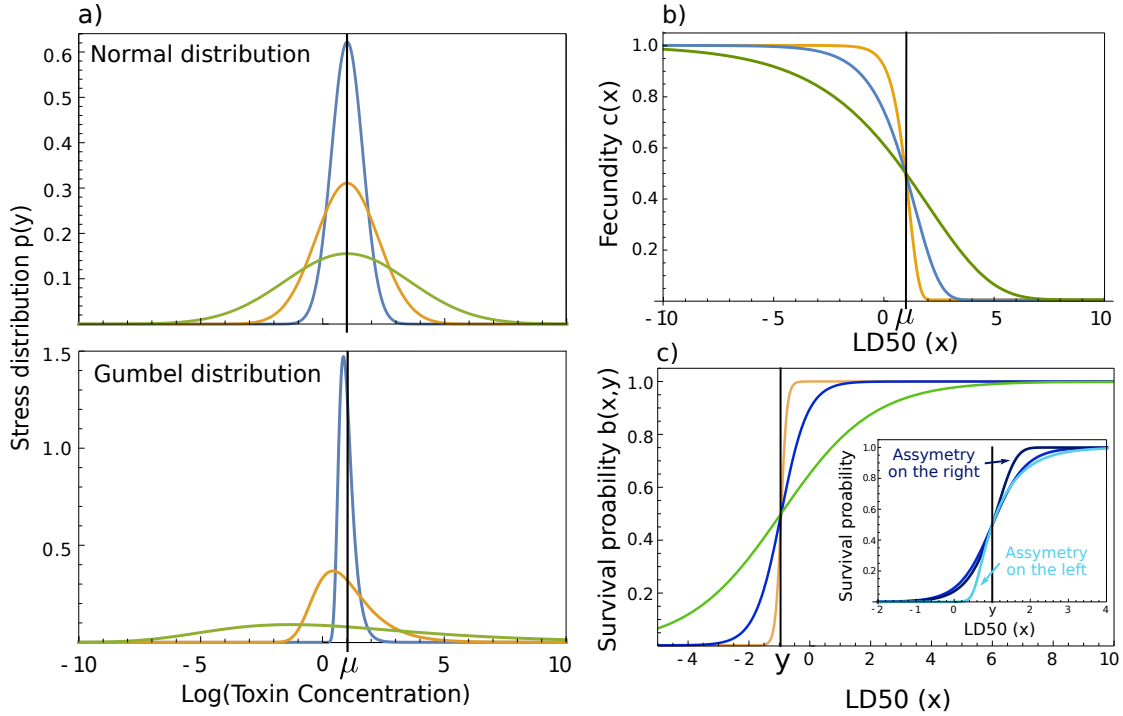 a)
Normal distribution
0.6
0.5
0.4
0.3
0.2
0.1
Stress distribution p(y)
Gumbel distribution
1.5
1.0
0.5
-10
-5
0
μ
5
10
Log(Toxin Concentration)
b)
1.0
0.8
0.6
0.4
0.2
Fecundity c(x)
-10
-5
0
μ
5
10
LD50 (x)
c)
1.0
0.8
0.6
0.4
0.2
Survival proability b(x,y)
-4
-2
y
0
2
4
6
8
10
LD50 (x)
Assymetry
on the right
Assymetry
on the left
1.0
0.8
0.6
0.4
0.2
0
Survival proability
-2
-1
0
y
2
3
4
LD50 (x)